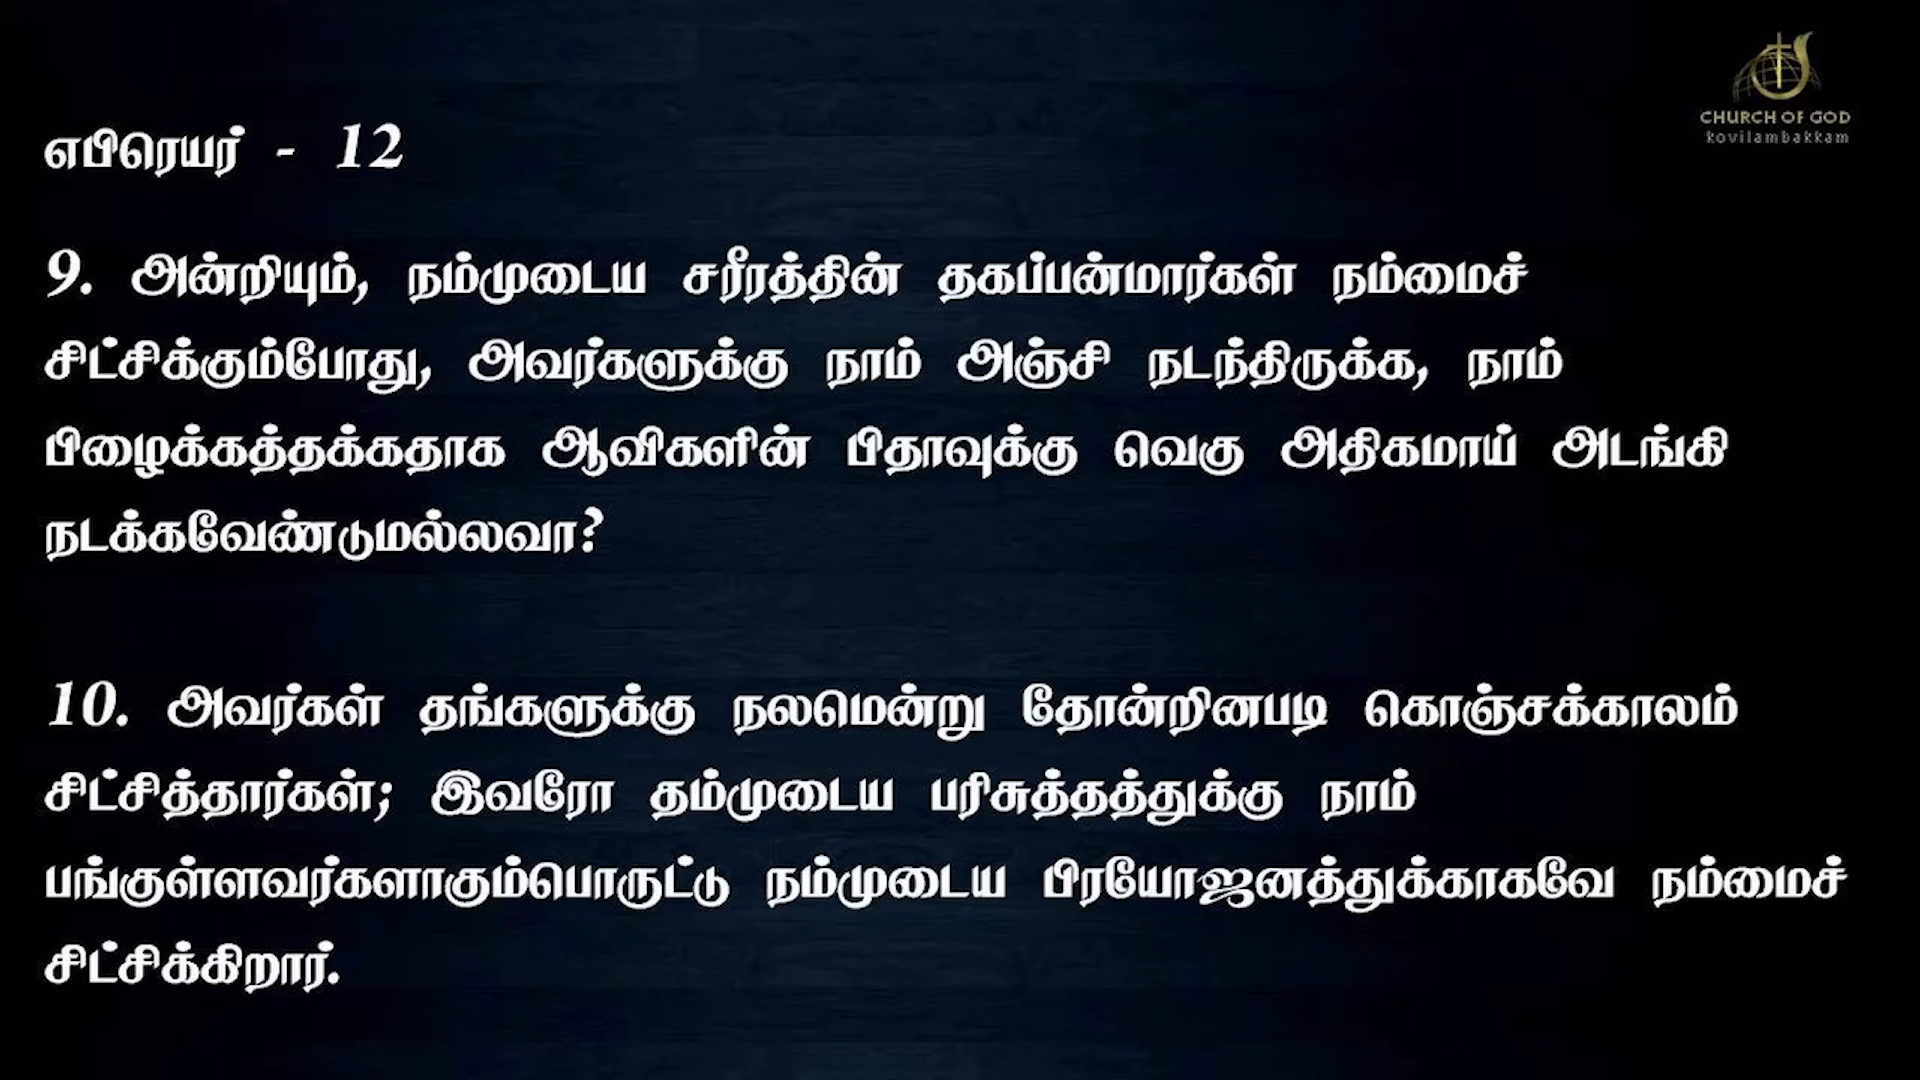 CHURCH OF GOD
kovilambakkam
எபிரெயர் - 12
9. அன்றியும், நம்முடைய சரீரத்தின் தகப்பன்மார்கள் நம்மைச்
சிட்சிக்கும்போது, அவர்களுக்கு நாம் அஞ்சி நடந்திருக்க, நாம்
பிழைக்கத்தக்கதாக ஆவிகளின் பிதாவுக்கு வெகு அதிகமாய் அடங்கி
நடக்கவேண்டுமல்லவா?
10. அவர்கள் தங்களுக்கு நலமென்று தோன்றினபடி கொஞ்சக்காலம்
சிட்சித்தார்கள்; இவரோ தம்முடைய பரிசுத்தத்துக்கு நாம்
பங்குள்ளவர்களாகும்பொருட்டு நம்முடைய பிரயோஜனத்துக்காகவே நம்மைச்
சிட்சிக்கிறார்.